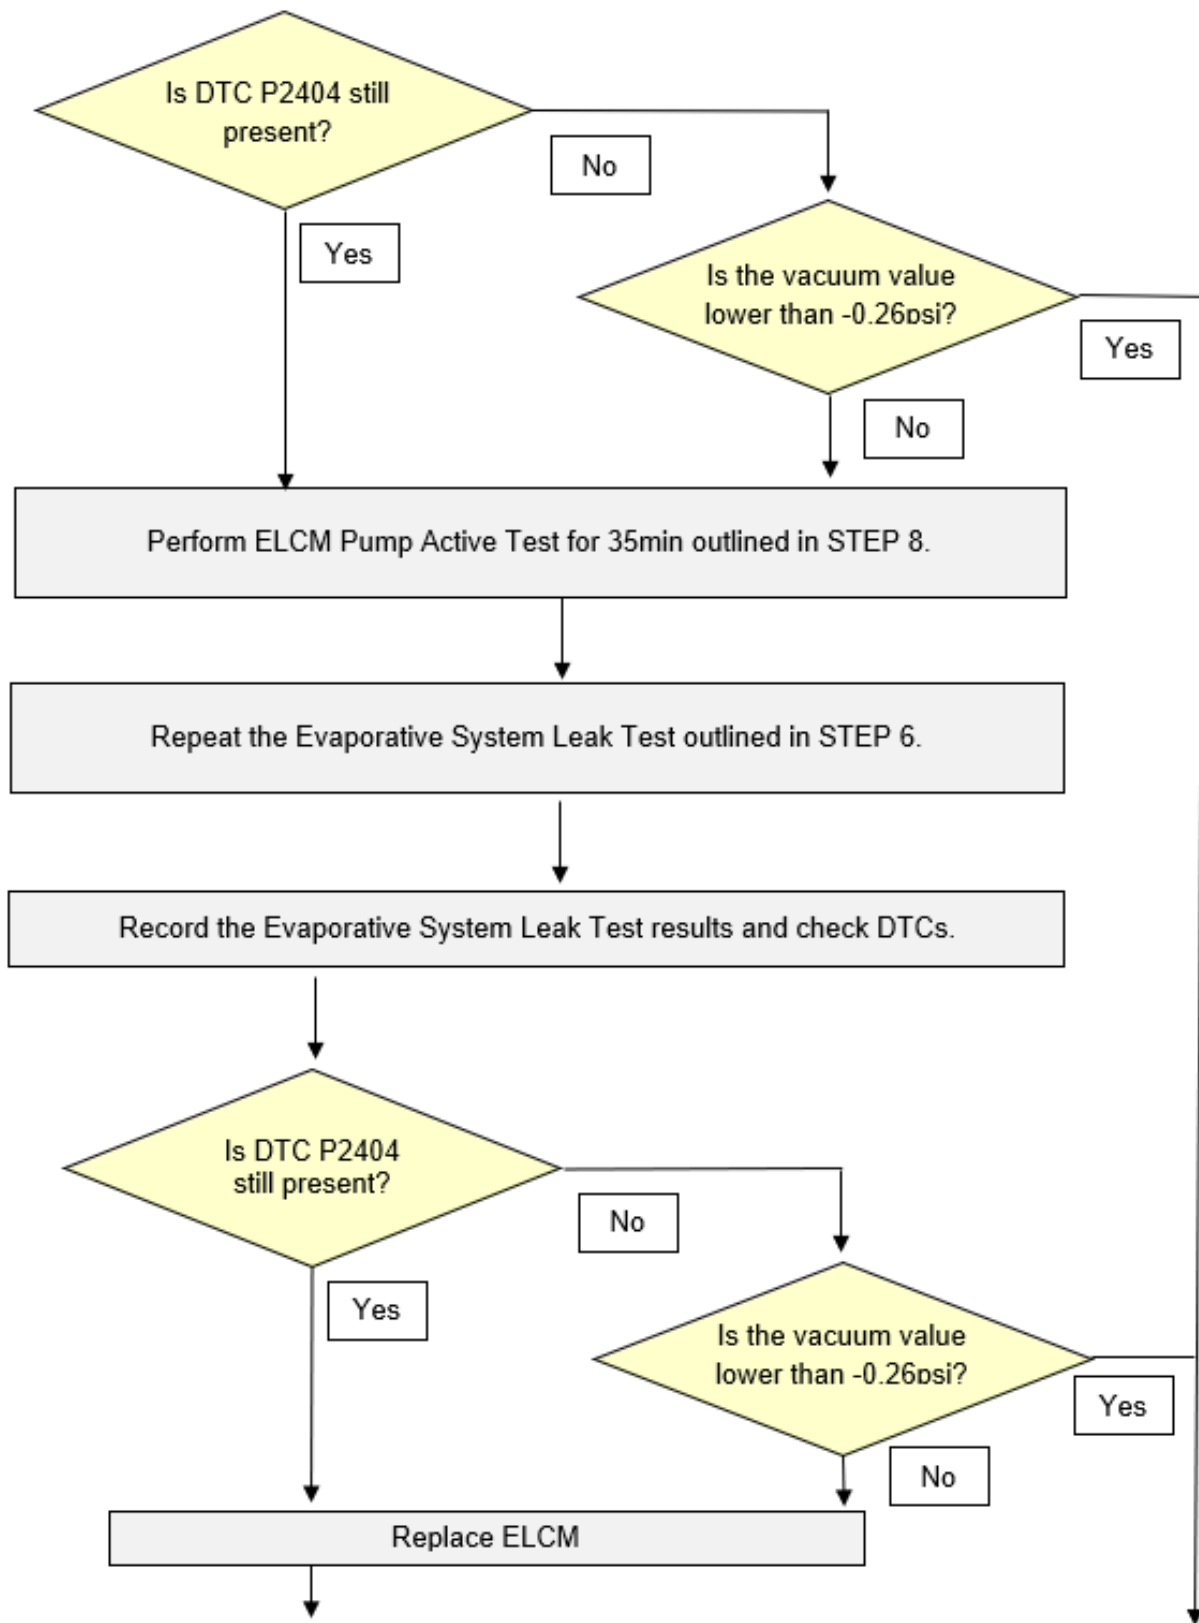 Is DTC P2404 still
present?
No
Yes
Is the vacuum value
lower than -0.26psi?
Yes
No
Perform ELCM Pump Active Test for 35min outlined in STEP 8.
Repeat the Evaporative System Leak Test outlined in STEP 6.
Record the Evaporative System Leak Test results and check DTCs.
Is DTC P2404
still present?
No
Yes
Is the vacuum value
lower than -0.26psi?
Yes
No
Replace ELCM